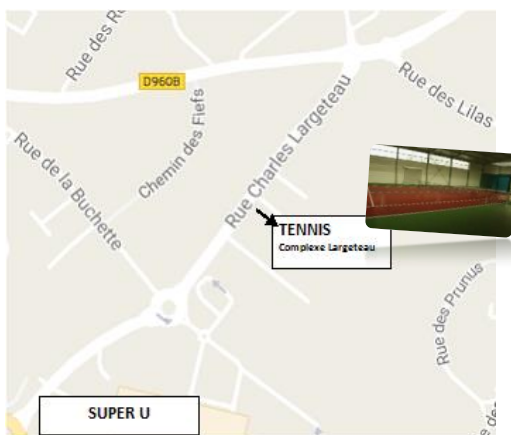 Rue des R
D960B
Rue des Lilas
Chemin des Fiefs
Rue Charles Largeteau
Rue de la Buchette
TENNIS
Complexe Largeteau
Rue des Prunus
SUPER U
e des